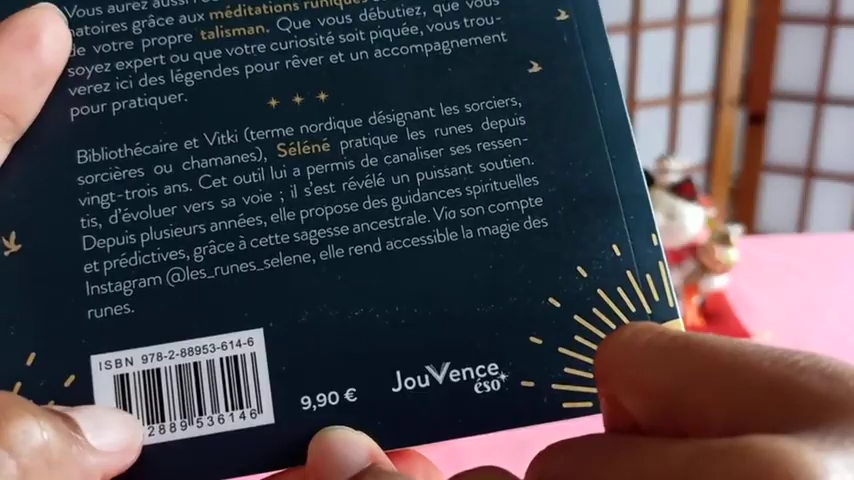 Vous aurez aussi
natoires grâce aux méditations runiques
de votre propre talisman. Que vous débutiez, que vous
soyez expert ou que votre curiosité soit piquée, vous trou-
verez ici des légendes pour rêver et un accompagnement
pour pratiquer.
Bibliothécaire et Vitki (terme nordique désignant les sorciers,
sorcières ou chamanes), Séléné pratique les runes depuis
vingt-trois ans. Cet outil lui a permis de canaliser ses ressen-
tis, d'évoluer vers sa voie ; il s'est révélé un puissant soutien.
Depuis plusieurs années, elle propose des guidances spirituelles
et prédictives, grâce à cette sagesse ancestrale. Via son compte
Instagram @les_runes_selene, elle rend accessible la magie des
runes.
ISBN 978-2-88953-614-6
2889 536146
9,90 €
JouVence
éso